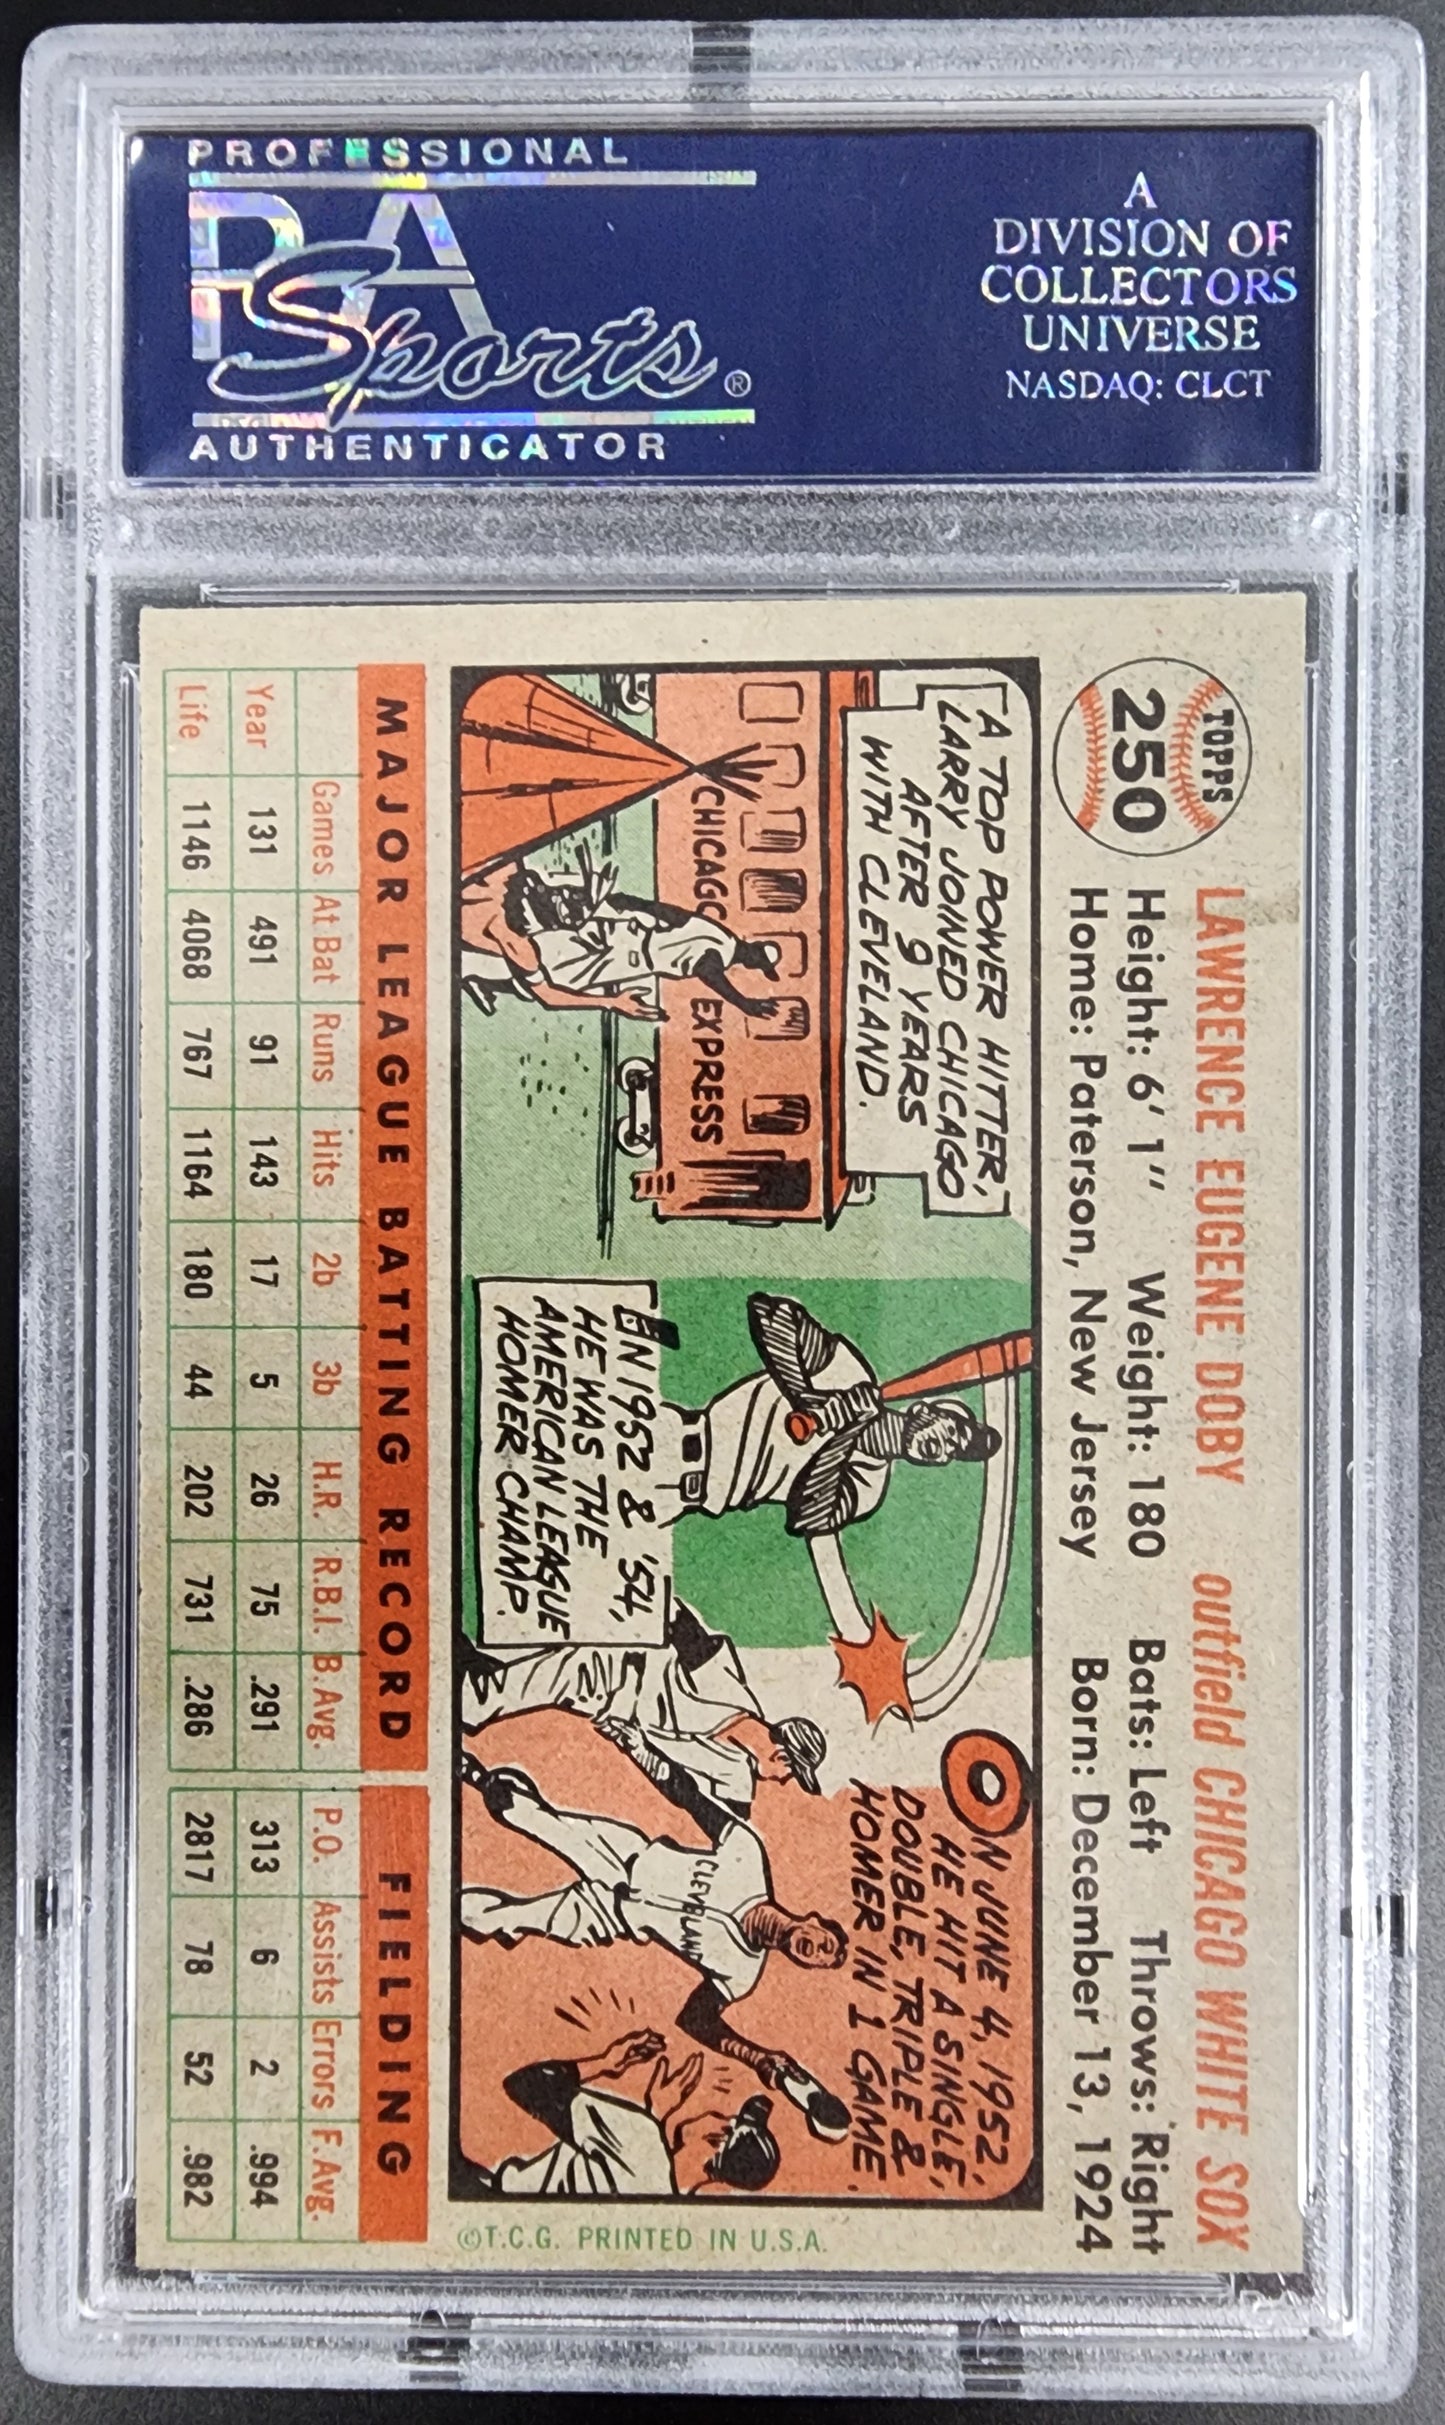 PROFESSIONAL
PSA
Sports®
AUTHENTICATOR
A
DIVISION OF
COLLECTORS
UNIVERSE
NASDAQ: CLCT
TOPPS
250
LAWRENCE EUGENE DOBY outfield CHICAGO WHITE SOX
Height: 6' 1" Weight: 180 Bats: Left Throws: Right
Home: Paterson, New Jersey Born: December 13, 1924
A TOP POWER HITTER,
LARRY JOINED CHICAGO
AFTER 9 YEARS
WITH CLEVELAND.
CHICAGO EXPRESS
IN 1952 & '54,
HE WAS THE
AMERICAN LEAGUE
HOMER CHAMP.
ON JUNE 4, 1952,
HE HIT A SINGLE,
DOUBLE, TRIPLE &
HOMER IN 1 GAME.
CLEVELAND
©T.C.G. PRINTED IN U.S.A.
MAJOR LEAGUE BATTING RECORD FIELDING
Games At Bat Runs Hits 2b 3b H.R. R.B.I. B.Avg. P.O. Assists Errors F.Avg.
Year 131 491 91 143 17 5 26 75 .291 313 6 2 .994
Life 1146 4068 767 1164 180 44 202 731 .286 2817 78 52 .982